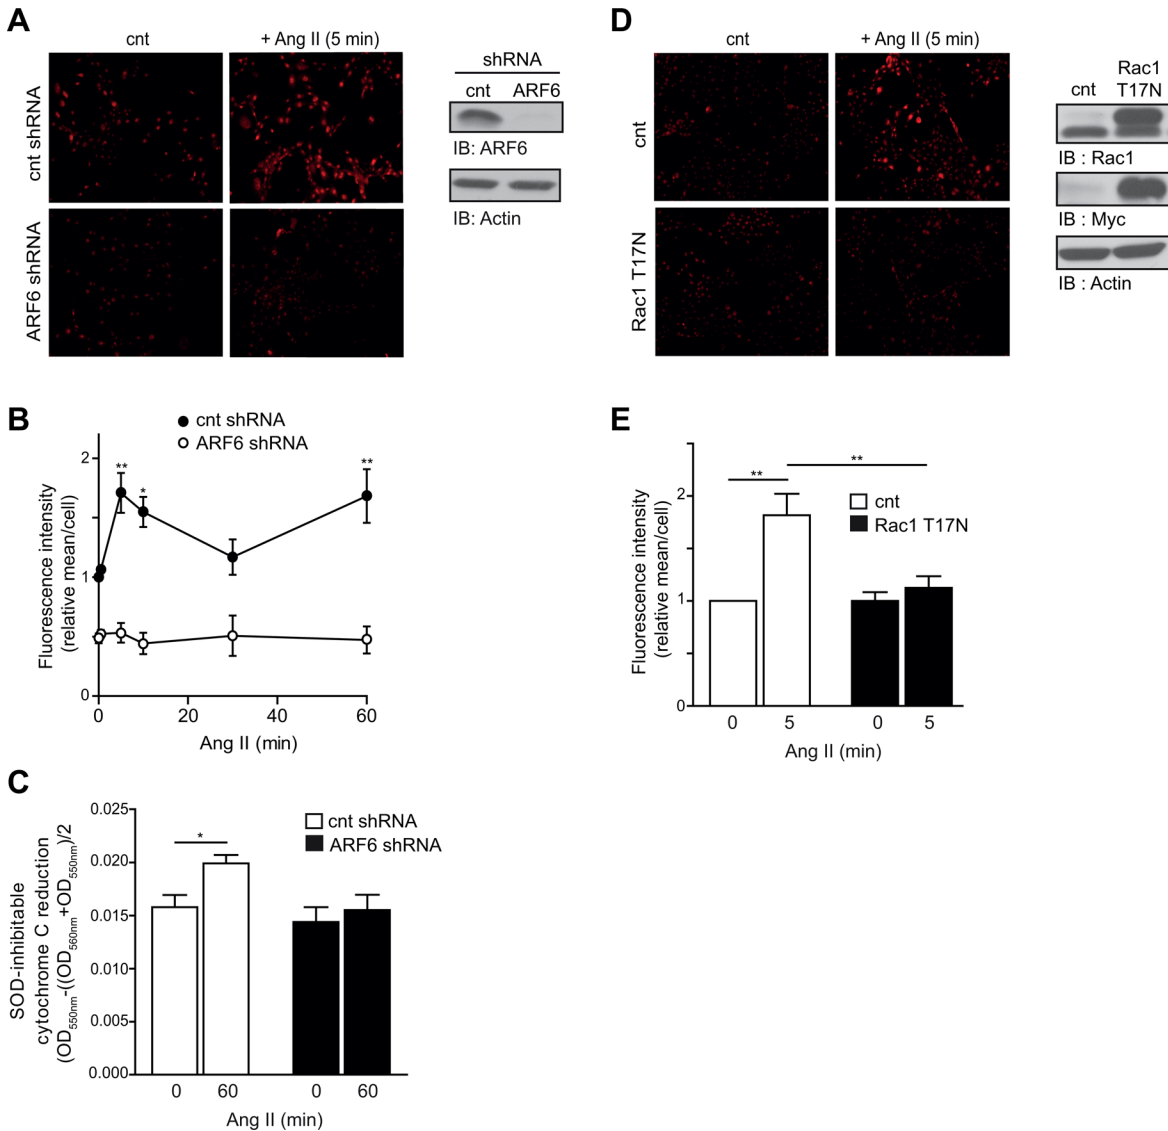 A
cnt
+ Ang II (5 min)
cnt shRNA
ARF6 shRNA
shRNA
cnt ARF6
IB: ARF6
IB: Actin
B
cnt shRNA
ARF6 shRNA
Fluorescence intensity
(relative mean/cell)
2
1
0
**
*
**
0 20 40 60
Ang II (min)
C
cnt shRNA
ARF6 shRNA
SOD-inhibitable
cytochrome C reduction
(OD550nm-((OD560nm+OD550nm)/2
0.025
0.020
0.015
0.010
0.005
0.000
*
0 60 0 60
Ang II (min)
D
cnt
+ Ang II (5 min)
cnt
Rac1 T17N
Rac1
cnt T17N
IB : Rac1
IB : Myc
IB : Actin
E
Fluorescence intensity
(relative mean/cell)
2
1
0
**
**
cnt
Rac1 T17N
0 5 0 5
Ang II (min)